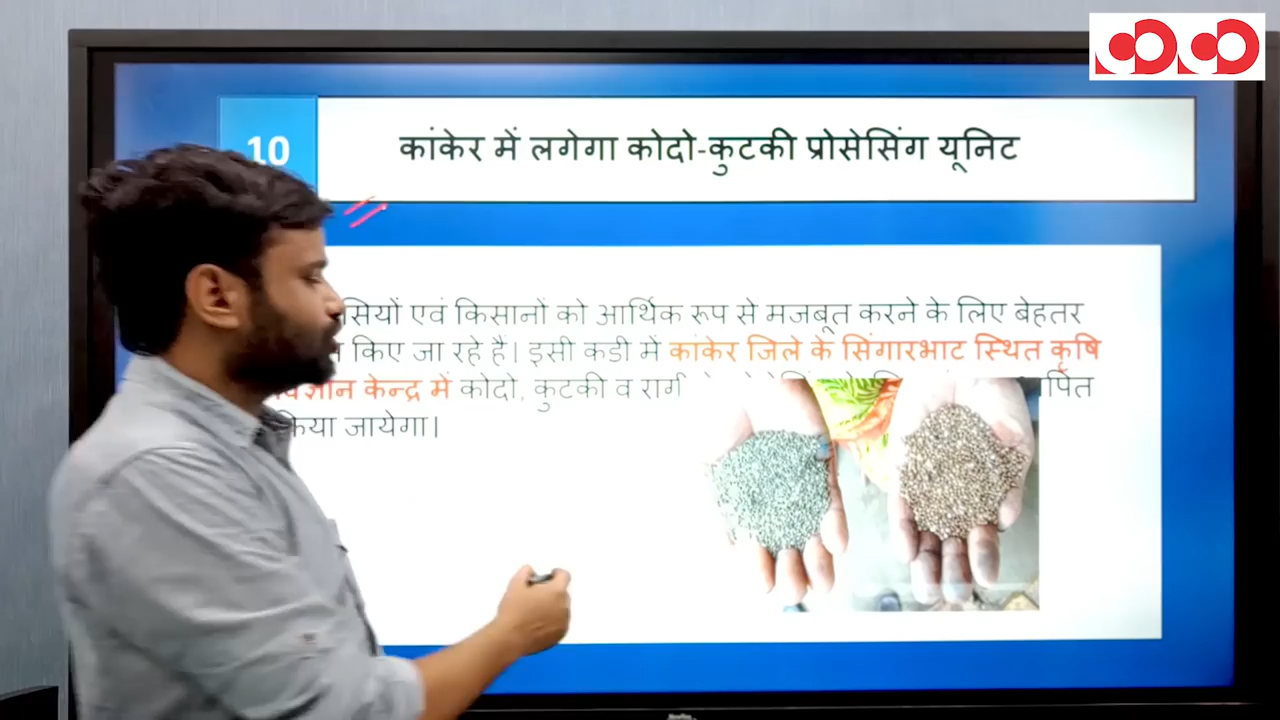 10
कांकेर में लगेगा कोदो-कुटकी प्रोसेसिंग यूनिट
एवं किसानों को आर्थिक रूप से मजबूत करने के लिए बेहतर
किए जा रहे हैं। इसी कडी में कांकेर जिले के सिंगारभाट स्थित कृषि
केन्द्र में कोदो, कुटकी व
जायेगा।